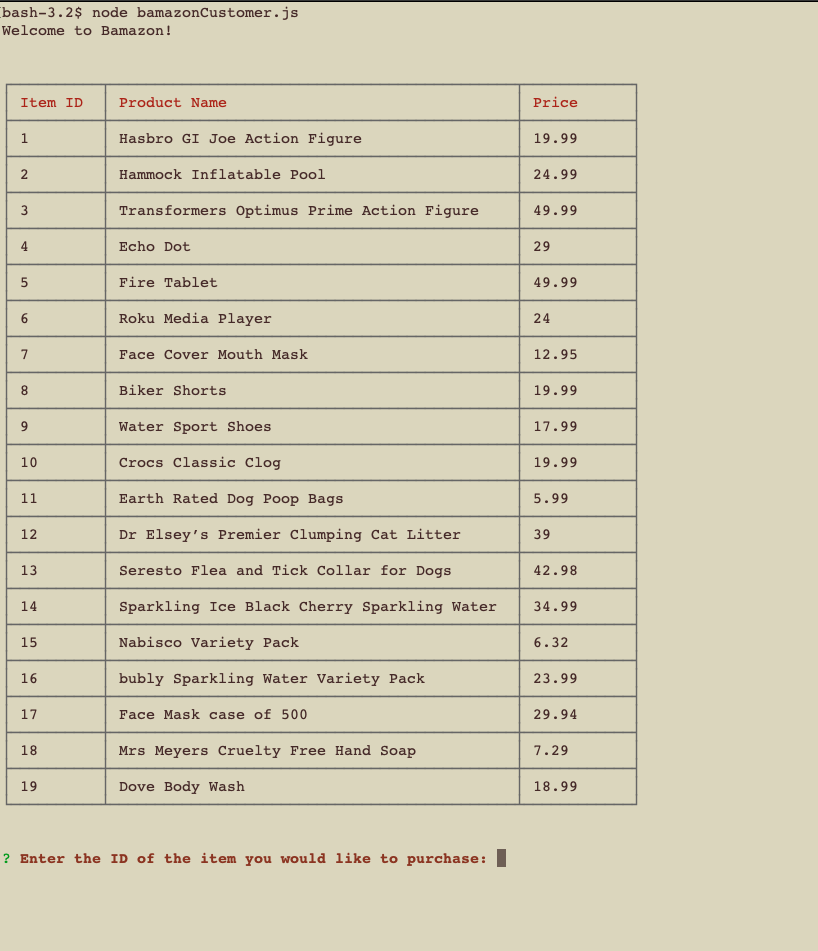 bash-3.2$ node bamazonCustomer.js
Welcome to Bamazon!
Item ID Product Name Price
1 Hasbro GI Joe Action Figure 19.99
2 Hammock Inflatable Pool 24.99
3 Transformers Optimus Prime Action Figure 49.99
4 Echo Dot 29
5 Fire Tablet 49.99
6 Roku Media Player 24
7 Face Cover Mouth Mask 12.95
8 Biker Shorts 19.99
9 Water Sport Shoes 17.99
10 Crocs Classic Clog 19.99
11 Earth Rated Dog Poop Bags 5.99
12 Dr Elsey’s Premier Clumping Cat Litter 39
13 Seresto Flea and Tick Collar for Dogs 42.98
14 Sparkling Ice Black Cherry Sparkling Water 34.99
15 Nabisco Variety Pack 6.32
16 bubly Sparkling Water Variety Pack 23.99
17 Face Mask case of 500 29.94
18 Mrs Meyers Cruelty Free Hand Soap 7.29
19 Dove Body Wash 18.99
? Enter the ID of the item you would like to purchase: